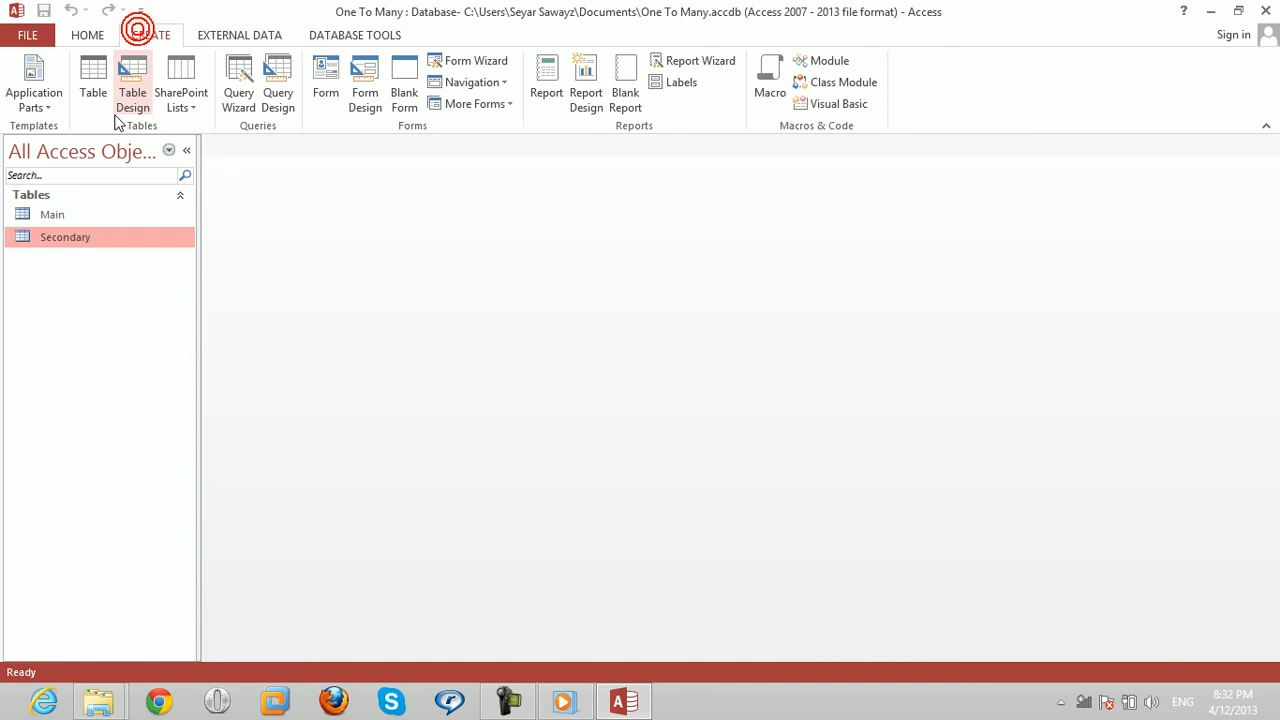 One To Many : Database- C:\Users\Seyar Sawayz\Documents\One To Many.accdb (Access 2007 - 2013 file format) - Access
FILE HOME EXTERNAL DATA DATABASE TOOLS Sign in
Application Parts
Table
Table Design
SharePoint Lists
Templates
Tables
Query Wizard
Query Design
Queries
Form
Form Design
Blank Form
Form Wizard
Navigation
More Forms
Forms
Report
Report Design
Blank Report
Report Wizard
Labels
Reports
Macro
Module
Class Module
Visual Basic
Macros & Code
All Access Obje...
Search...
Tables
Main
Secondary
Ready
ENG
8:32 PM
4/12/2013